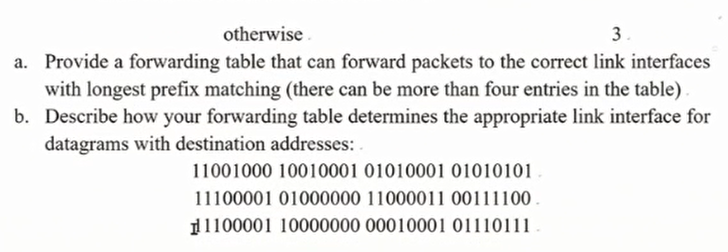 otherwise 3
a. Provide a forwarding table that can forward packets to the correct link interfaces
with longest prefix matching (there can be more than four entries in the table)
b. Describe how your forwarding table determines the appropriate link interface for
datagrams with destination addresses:
11001000 10010001 01010001 01010101
11100001 01000000 11000011 00111100
11100001 10000000 00010001 01110111